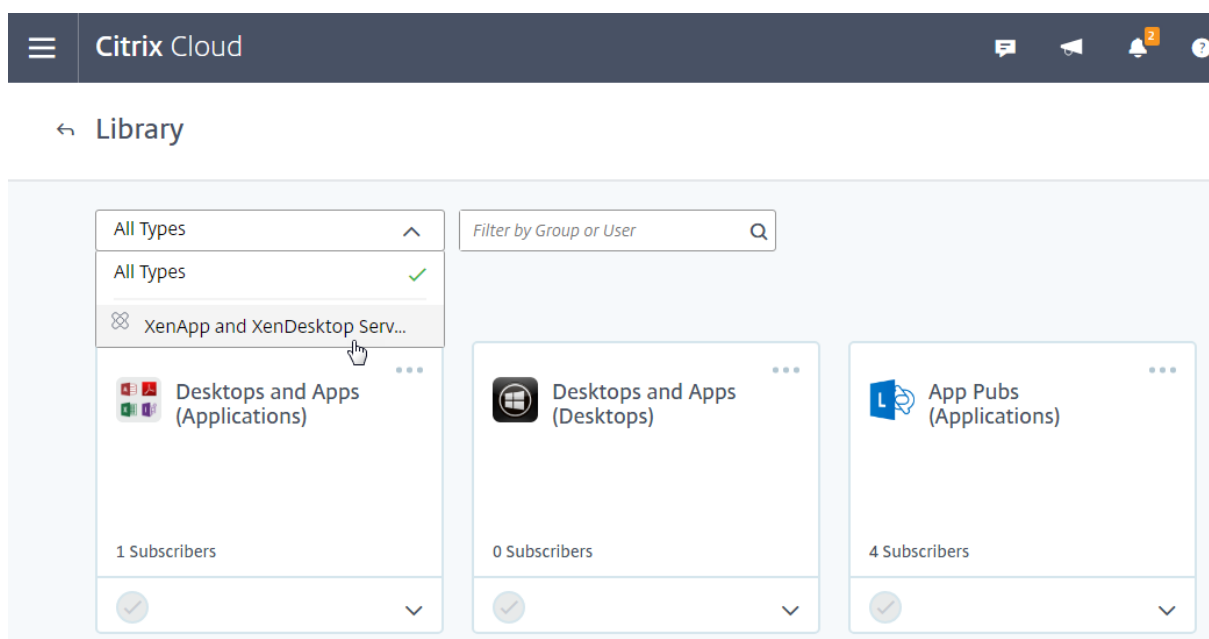 Citrix Cloud
2
?
Library
All Types
Filter by Group or User
All Types
XenApp and XenDesktop Serv...
Desktops and Apps
(Applications)
1 Subscribers
Desktops and Apps
(Desktops)
0 Subscribers
L
App Pubs
(Applications)
4 Subscribers